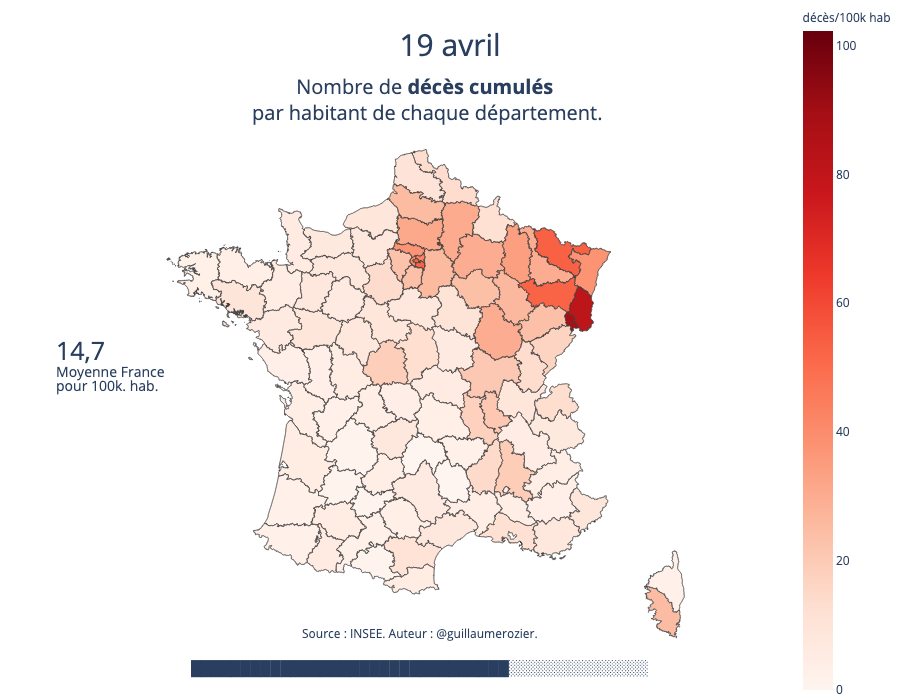 décès/100k hab
19 avril
Nombre de décès cumulés
par habitant de chaque département.
100
80
60
40
20
0
14,7
Moyenne France
pour 100k. hab.
Source : INSEE. Auteur : @guillaumerozier.